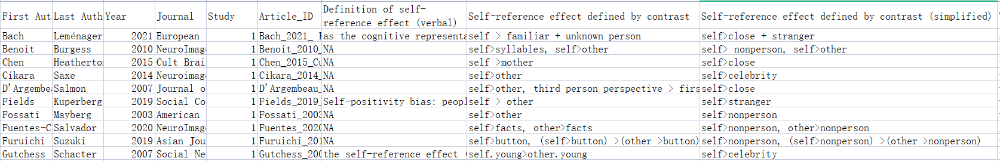 First Aut Last Auth Year Journal Study Article_ID Definition of self-reference effect (verbal) Self-reference effect defined by contrast Self-reference effect defined by contrast (simplified)
Bach Leménager 2021 European 1 Bach_2021_ as the cognitive representa self > familiar + unknown person self>close + stranger
Benoit Burgess 2010 NeuroImag 1 Benoit_2010_ NA self>syllables, self>other self> nonperson, self>other
Chen Heatherto 2015 Cult Brai 1 Chen_2015_Cu NA self >mother self>close
Cikara Saxe 2014 Neuroimag 1 Cikara_2014_ NA self>other self>celebrity
D'Argembe Salmon 2007 Journal o 1 D'Argembeau_ NA self>other, third person perspective > firs self>close
Fields Kuperberg 2019 Social Co 1 Fields_2019_ Self-positivity bias: peopl self > other self>stranger
Fossati Mayberg 2003 American 1 Fossati_2003 NA self>other self>nonperson
Fuentes-C Salvador 2020 NeuroImag 1 Fuentes_2020 NA self>facts, other>facts self>nonperson, other>nonperson
Furuichi Suzuki 2019 Asian Jou 1 Furuichi_201 NA self>button, (self>button) >(other >button) self>nonperson, (self>nonperson) >(other >nonperson)
Gutchess Schacter 2007 Social Ne 1 Gutchess_200 the self-reference effect ( self.young>other.young self>celebrity